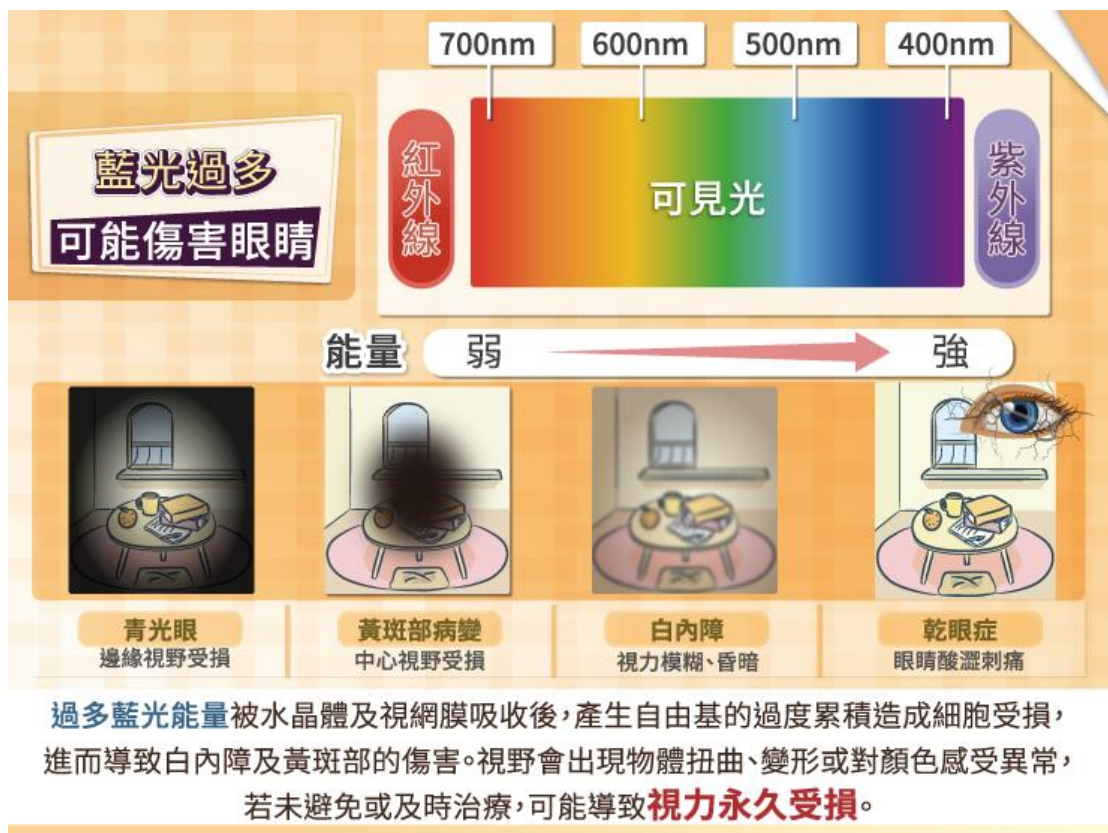 700nm 600nm 500nm 400nm
藍光過多
可能傷害眼睛
紅外線
可見光
紫外線
能量 弱 強
青光眼
邊緣視野受損
黃斑部病變
中心視野受損
白內障
視力模糊、昏暗
乾眼症
眼睛酸澀刺痛
過多藍光能量被水晶體及視網膜吸收後,產生自由基的過度累積造成細胞受損,
進而導致白內障及黃斑部的傷害。視野會出現物體扭曲、變形或對顏色感受異常,
若未避免或及時治療,可能導致視力永久受損。